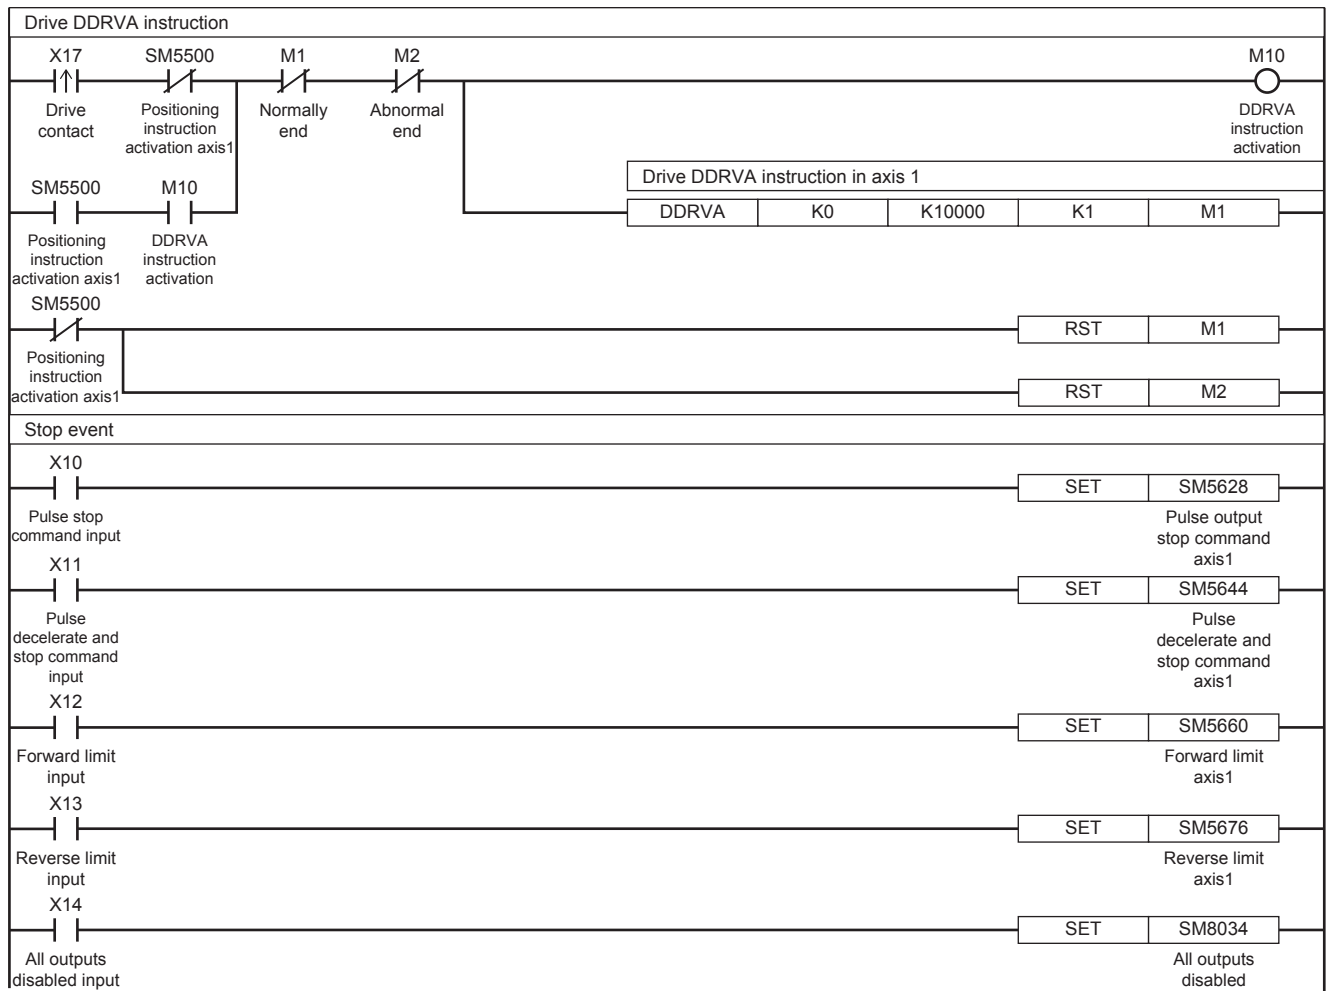 Drive DDRVA instruction
X17 SM5500 M1 M2 M10
Drive contact
Positioning instruction activation axis1
Normally end
Abnormal end
DDRVA instruction activation
Drive DDRVA instruction in axis 1
SM5500 M10
DDRVA K0 K10000 K1 M1
Positioning instruction activation axis1
DDRVA instruction activation
SM5500
RST M1
Positioning instruction activation axis1
RST M2
Stop event
X10
SET SM5628
Pulse stop command input
Pulse output stop command axis1
X11
SET SM5644
Pulse decelerate and stop command input
Pulse decelerate and stop command axis1
X12
SET SM5660
Forward limit input
Forward limit axis1
X13
SET SM5676
Reverse limit input
Reverse limit axis1
X14
SET SM8034
All outputs disabled input
All outputs disabled